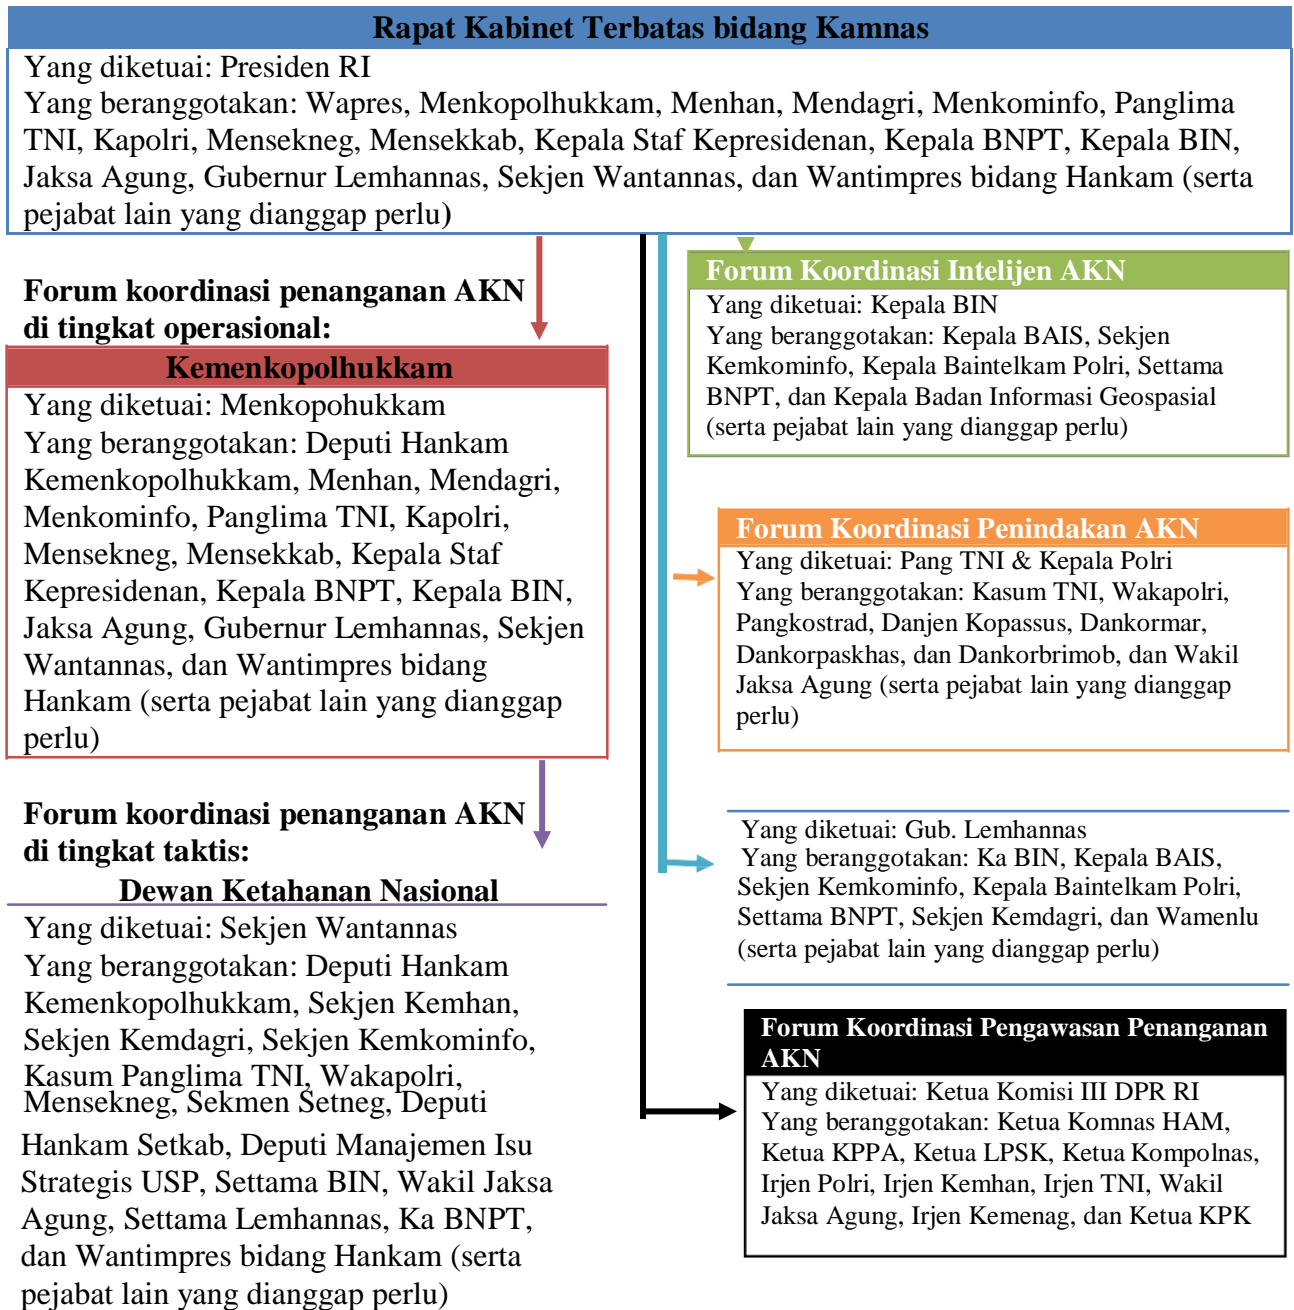 Rapat Kabinet Terbatas bidang Kamnas
Yang diketuai: Presiden RI
Yang beranggotakan: Wapres, Menkopolhukkam, Menhan, Mendagri, Menkominfo, Panglima
TNI, Kapolri, Mensekneg, Mensekkab, Kepala Staf Kepresidenan, Kepala BNPT, Kepala BIN,
Jaksa Agung, Gubernur Lemhannas, Sekjen Wantannas, dan Wantimpres bidang Hankam (serta
pejabat lain yang dianggap perlu)
Forum koordinasi penanganan AKN
di tingkat operasional:
Kemenkopolhukkam
Yang diketuai: Menkopohukkam
Yang beranggotakan: Deputi Hankam
Kemenkopolhukkam, Menhan, Mendagri,
Menkominfo, Panglima TNI, Kapolri,
Mensekneg, Mensekkab, Kepala Staf
Kepresidenan, Kepala BNPT, Kepala BIN,
Jaksa Agung, Gubernur Lemhannas, Sekjen
Wantannas, dan Wantimpres bidang
Hankam (serta pejabat lain yang dianggap
perlu)
Forum koordinasi penanganan AKN
di tingkat taktis:
Dewan Ketahanan Nasional
Yang diketuai: Sekjen Wantannas
Yang beranggotakan: Deputi Hankam
Kemenkopolhukkam, Sekjen Kemhan,
Sekjen Kemdagri, Sekjen Kemkominfo,
Kasum Panglima TNI, Wakapolri,
Mensekneg, Sekmen Setneg, Deputi
Hankam Setkab, Deputi Manajemen Isu
Strategis USP, Settama BIN, Wakil Jaksa
Agung, Settama Lemhannas, Ka BNPT,
dan Wantimpres bidang Hankam (serta
pejabat lain yang dianggap perlu)
Forum Koordinasi Intelijen AKN
Yang diketuai: Kepala BIN
Yang beranggotakan: Kepala BAIS, Sekjen
Kemkominfo, Kepala Baintelkam Polri, Settama
BNPT, dan Kepala Badan Informasi Geospasial
(serta pejabat lain yang dianggap perlu)
Forum Koordinasi Penindakan AKN
Yang diketuai: Pang TNI & Kepala Polri
Yang beranggotakan: Kasum TNI, Wakapolri,
Pangkostrad, Danjen Kopassus, Dankormar,
Dankorpaskhas, dan Dankorbrimob, dan Wakil
Jaksa Agung (serta pejabat lain yang dianggap
perlu)
Yang diketuai: Gub. Lemhannas
Yang beranggotakan: Ka BIN, Kepala BAIS,
Sekjen Kemkominfo, Kepala Baintelkam Polri,
Settama BNPT, Sekjen Kemdagri, dan Wamenlu
(serta pejabat lain yang dianggap perlu)
Forum Koordinasi Pengawasan Penanganan
AKN
Yang diketuai: Ketua Komisi III DPR RI
Yang beranggotakan: Ketua Komnas HAM,
Ketua KPPA, Ketua LPSK, Ketua Kompolnas,
Irjen Polri, Irjen Kemhan, Irjen TNI, Wakil
Jaksa Agung, Irjen Kemenag, dan Ketua KPK